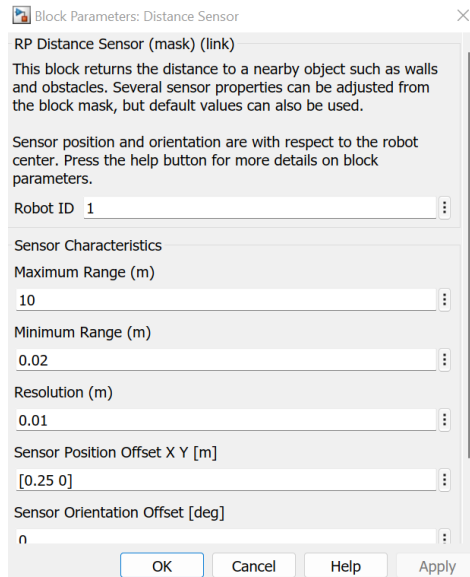 Block Parameters: Distance Sensor
RP Distance Sensor (mask) (link)
This block returns the distance to a nearby object such as walls
and obstacles. Several sensor properties can be adjusted from
the block mask, but default values can also be used.
Sensor position and orientation are with respect to the robot
center. Press the help button for more details on block
parameters.
Robot ID 1
Sensor Characteristics
Maximum Range (m)
10
Minimum Range (m)
0.02
Resolution (m)
0.01
Sensor Position Offset X Y [m]
[0.25 0]
Sensor Orientation Offset [deg]
0
OK Cancel Help Apply